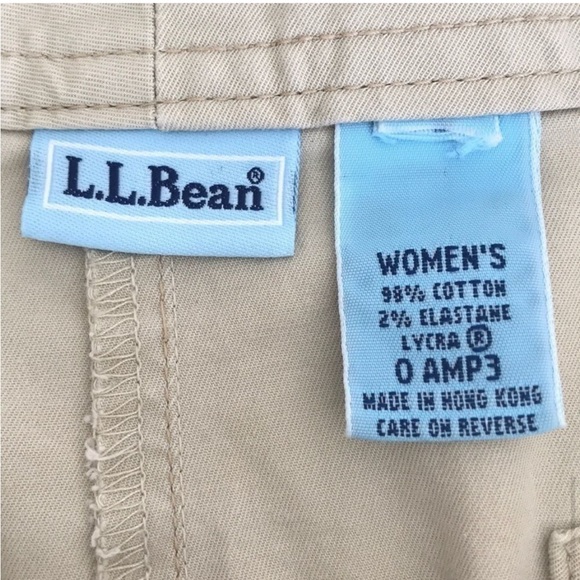 L.L.Bean®
WOMEN'S
98% COTTON
2% ELASTANE
LYCRA ®
0 AMP3
MADE IN HONG KONG
CARE ON REVERSE